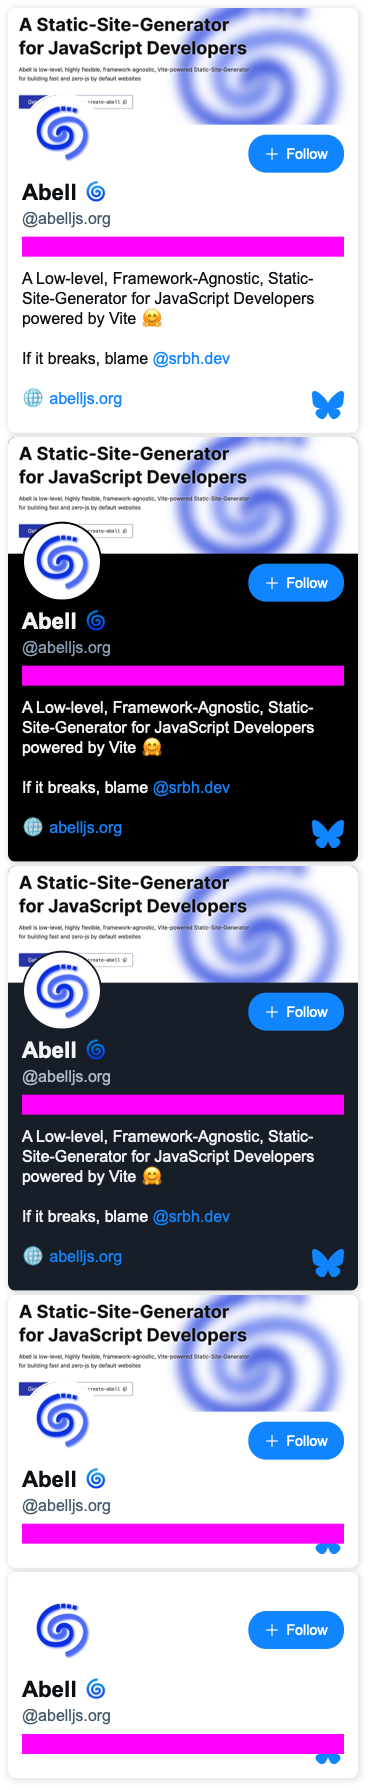 A Static-Site-Generator
for JavaScript Developers
Abell is low-level, highly flexible, framework-agnostic, Vite-powered Static-Site-Generator
for building fast and zero-js by default websites
create-abell
+ Follow
Abell
@abelljs.org
A Low-level, Framework-Agnostic, Static-
Site-Generator for JavaScript Developers
powered by Vite 🤗
If it breaks, blame @srbh.dev
🌐 abelljs.org
A Static-Site-Generator
for JavaScript Developers
Abell is low-level, highly flexible, framework-agnostic, Vite-powered Static-Site-Generator
for building fast and zero-js by default websites
create-abell
+ Follow
Abell
@abelljs.org
A Low-level, Framework-Agnostic, Static-
Site-Generator for JavaScript Developers
powered by Vite 🤗
If it breaks, blame @srbh.dev
🌐 abelljs.org
A Static-Site-Generator
for JavaScript Developers
Abell is low-level, highly flexible, framework-agnostic, Vite-powered Static-Site-Generator
for building fast and zero-js by default websites
create-abell
+ Follow
Abell
@abelljs.org
A Low-level, Framework-Agnostic, Static-
Site-Generator for JavaScript Developers
powered by Vite 🤗
If it breaks, blame @srbh.dev
🌐 abelljs.org
A Static-Site-Generator
for JavaScript Developers
Abell is low-level, highly flexible, framework-agnostic, Vite-powered Static-Site-Generator
for building fast and zero-js by default websites
create-abell
+ Follow
Abell
@abelljs.org
+ Follow
Abell
@abelljs.org